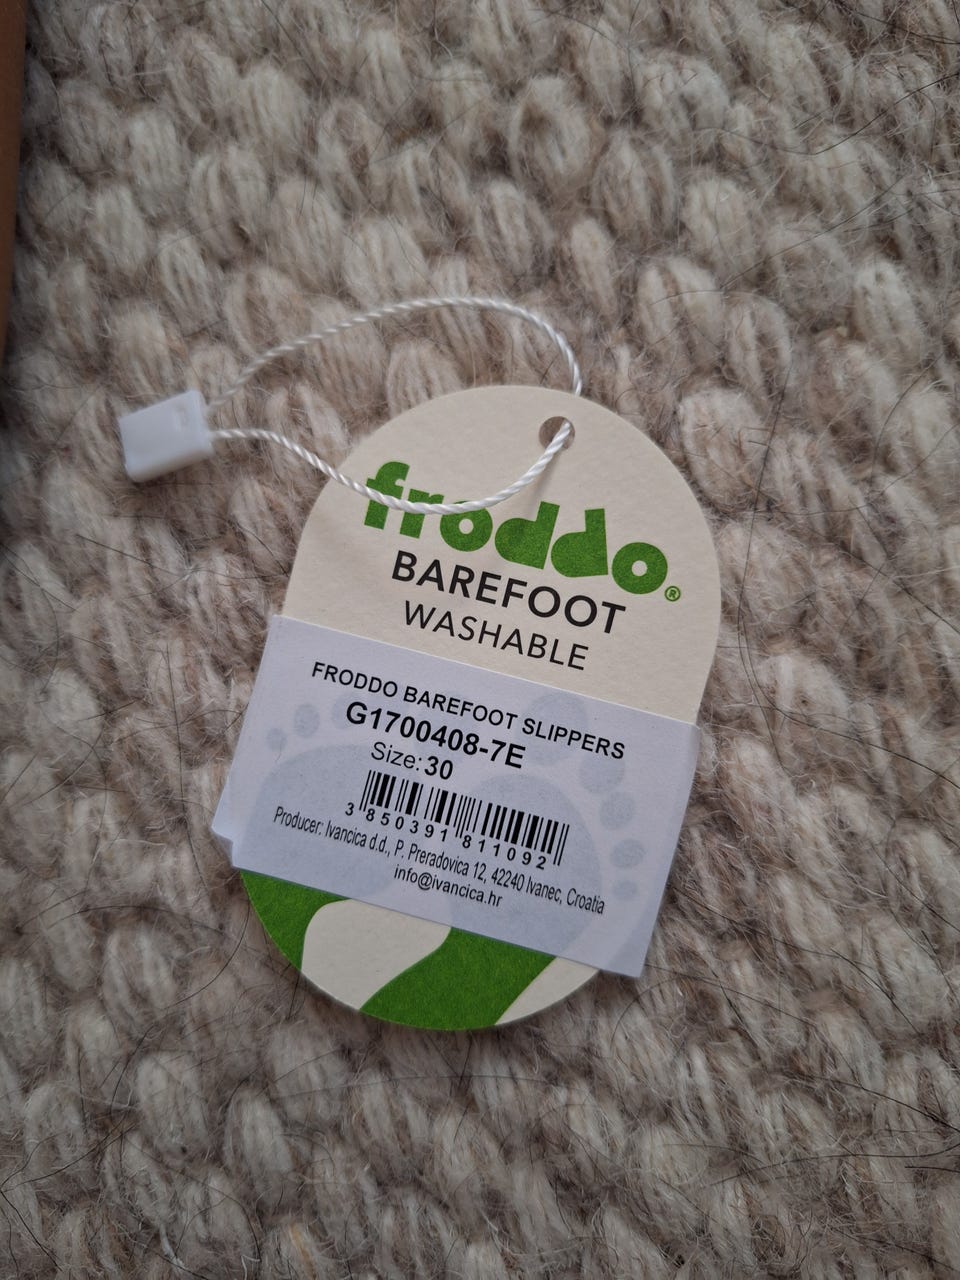 froddo®
BAREFOOT
WASHABLE
FRODDO BAREFOOT SLIPPERS
G1700408-7E
Size: 30
3 850391 811092
Producer: Ivancica d.d., P. Preradovica 12, 42240 Ivanec, Croatia
info@ivancica.hr